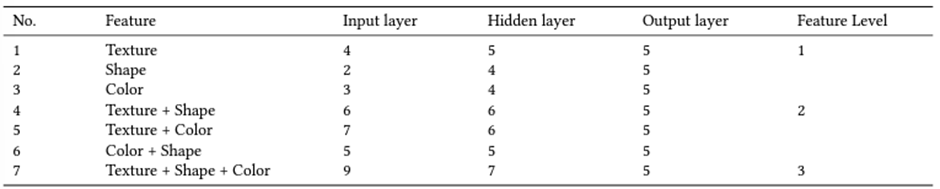 No. Feature Input layer Hidden layer Output layer Feature Level
1 Texture 4 5 5 1
2 Shape 2 4 5
3 Color 3 4 5
4 Texture + Shape 6 6 5 2
5 Texture + Color 7 6 5
6 Color + Shape 5 5 5
7 Texture + Shape + Color 9 7 5 3